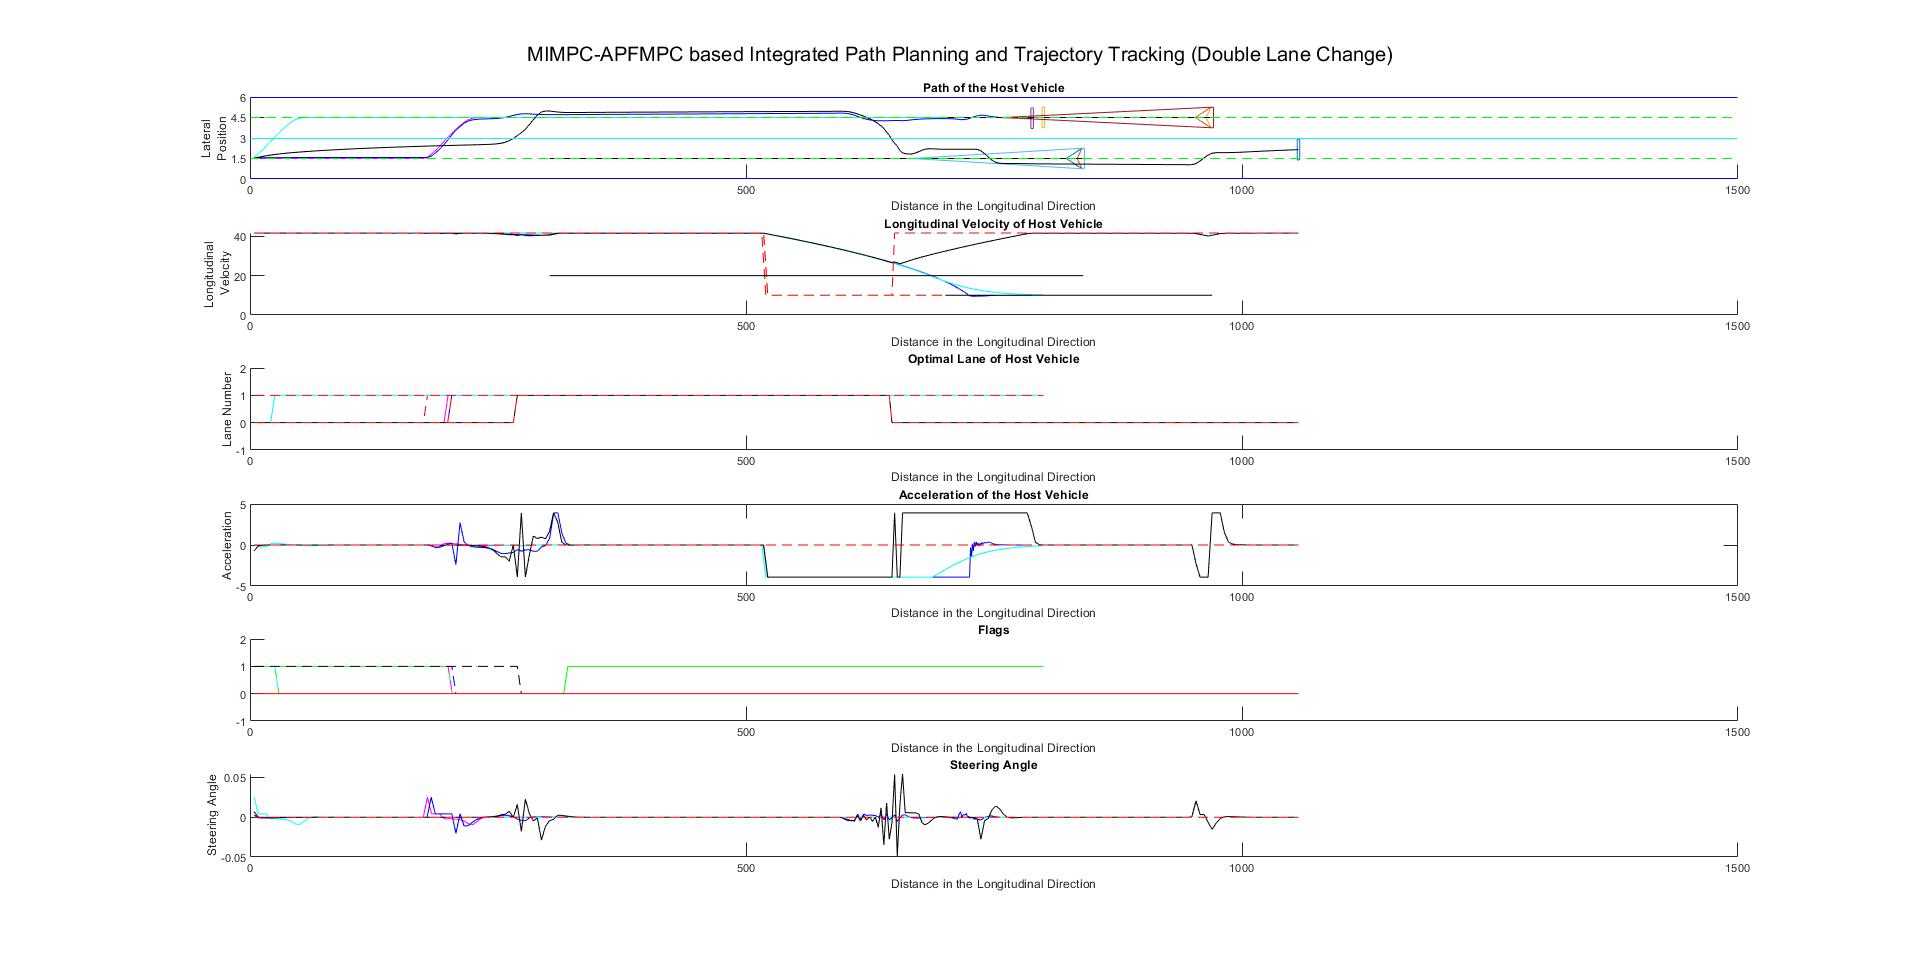 MIMPC-APFMPC based Integrated Path Planning and Trajectory Tracking (Double Lane Change)
Path of the Host Vehicle
Lateral
Position
6
4.5
3
1.5
0
0 500 1000 1500
Distance in the Longitudinal Direction
Longitudinal Velocity of Host Vehicle
Longitudinal
Velocity
40
20
0
0 500 1000 1500
Distance in the Longitudinal Direction
Optimal Lane of Host Vehicle
Lane Number
2
1
0
-1
0 500 1000 1500
Distance in the Longitudinal Direction
Acceleration of the Host Vehicle
Acceleration
5
0
-5
0 500 1000 1500
Distance in the Longitudinal Direction
Flags
2
1
0
-1
0 500 1000 1500
Distance in the Longitudinal Direction
Steering Angle
Steering Angle
0.05
0
-0.05
0 500 1000 1500
Distance in the Longitudinal Direction